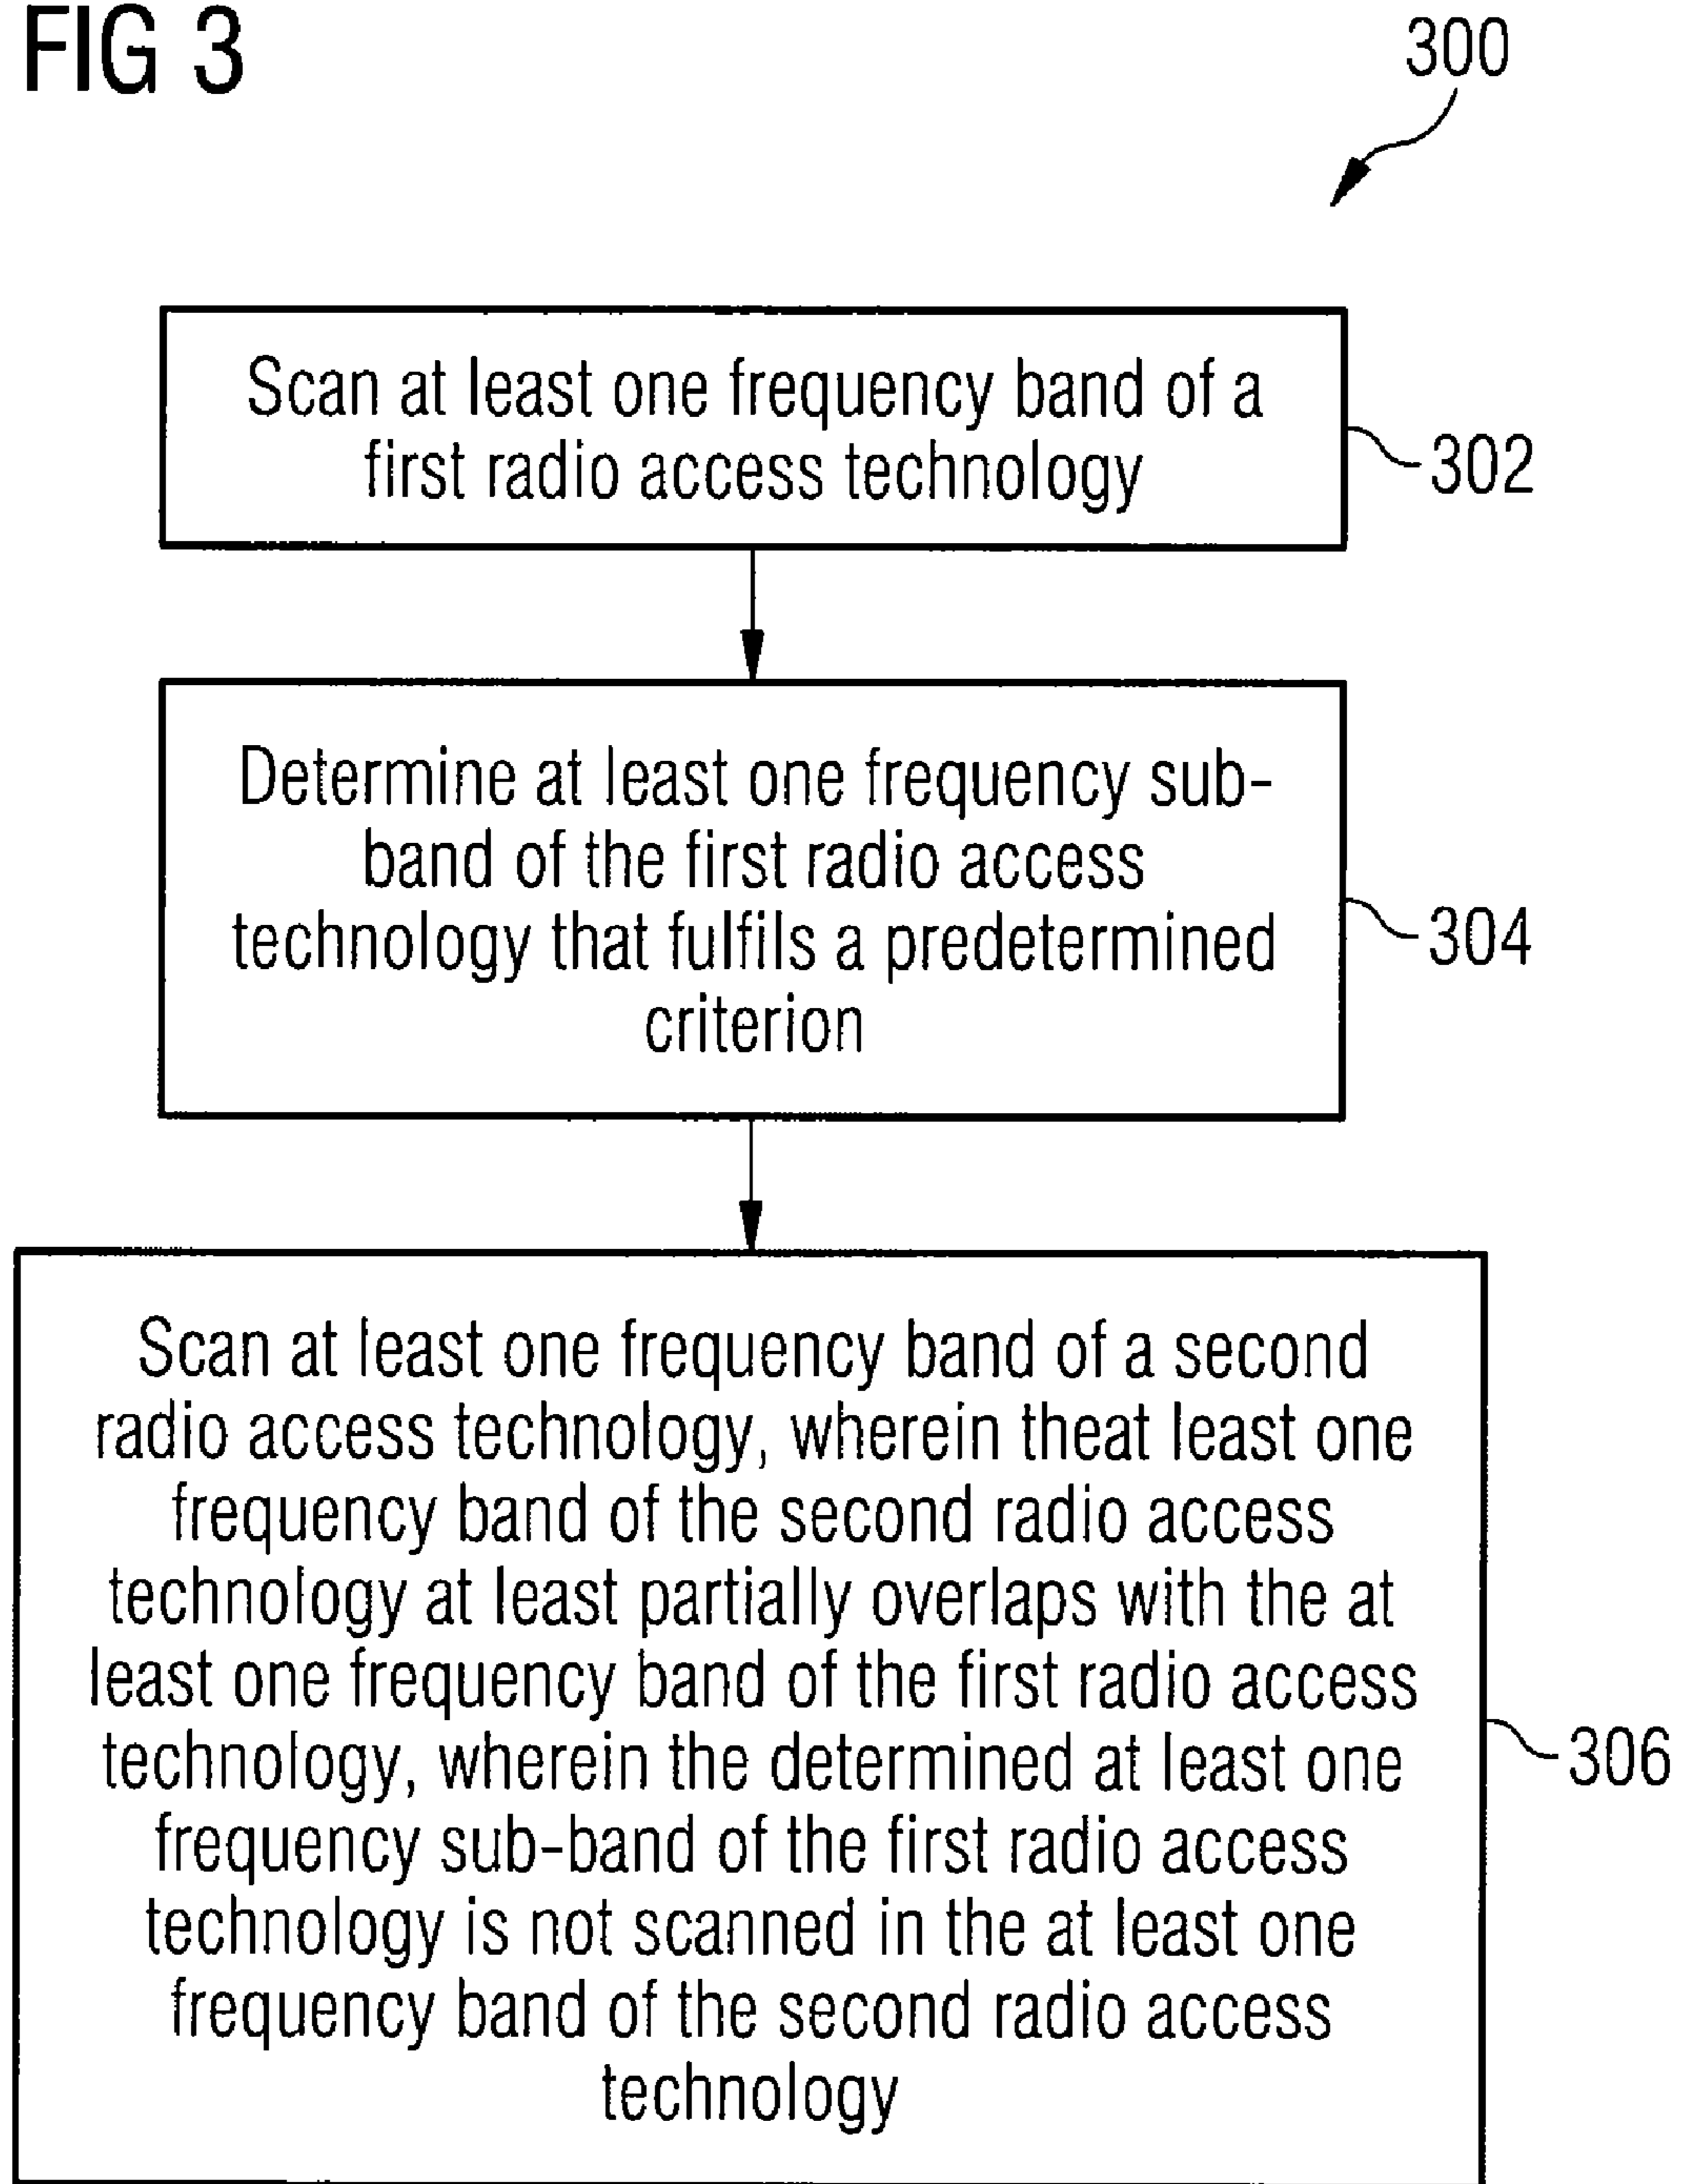 FIG 3
300
Scan at least one frequency band of a
first radio access technology
302
Determine at least one frequency sub-
band of the first radio access
technology that fulfils a predetermined
criterion
304
Scan at least one frequency band of a second
radio access technology, wherein theat least one
frequency band of the second radio access
technology at least partially overlaps with the at
least one frequency band of the first radio access
technology, wherein the determined at least one
frequency sub-band of the first radio access
technology is not scanned in the at least one
frequency band of the second radio access
technology
306